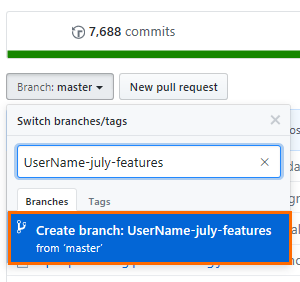 7,688 commits
Branch: master
New pull request
Switch branches/tags
UserName-july-features
Branches
Tags
Create branch: UserName-july-features
from ‘master’